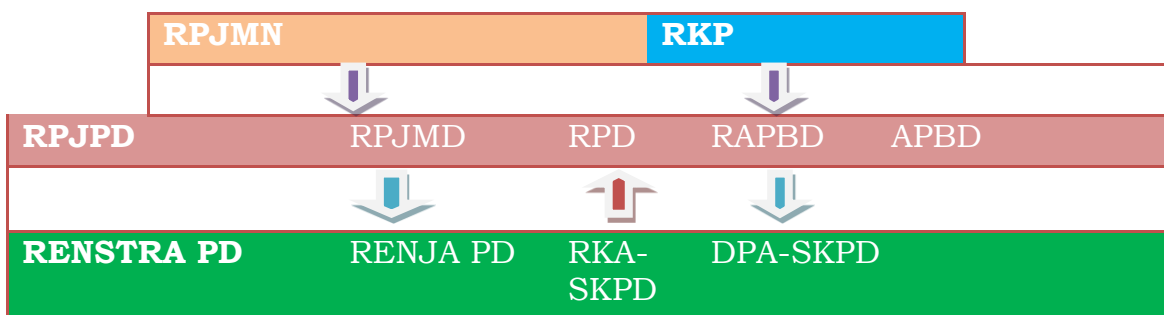 RPJMN RKP
RPJPD RPJMD RPD RAPBD APBD
RENSTRA PD RENJA PD RKA- DPA-SKPD
SKPD